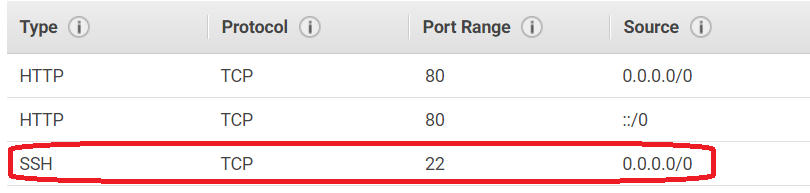 Type Protocol Port Range Source
HTTP TCP 80 0.0.0.0/0
HTTP TCP 80 ::/0
SSH TCP 22 0.0.0.0/0